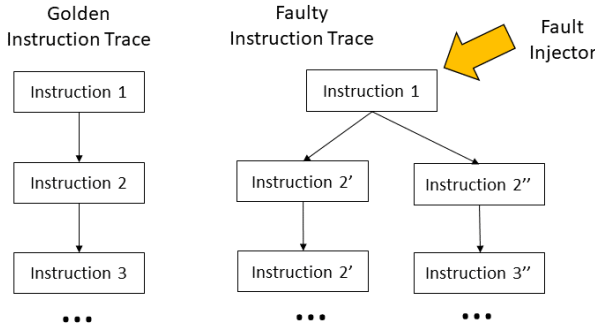 Golden
Instruction Trace
Faulty
Instruction Trace
Fault
Injector
Instruction 1
Instruction 2
Instruction 3
...
Instruction 1
Instruction 2′
Instruction 2″
Instruction 2′
Instruction 3″
...
...